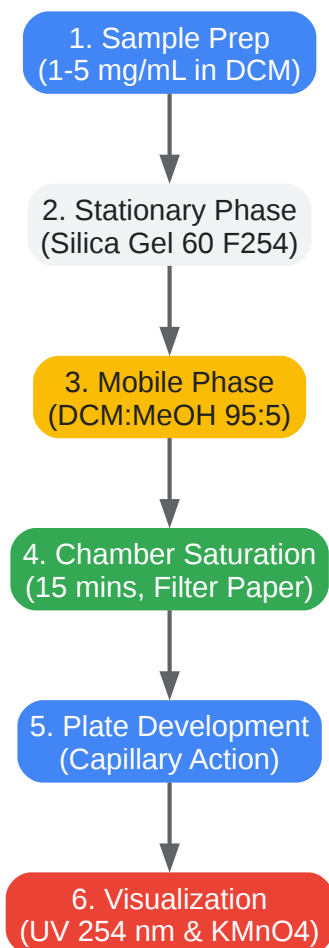 1. Sample Prep
(1-5 mg/mL in DCM)
2. Stationary Phase
(Silica Gel 60 F254)
3. Mobile Phase
(DCM:MeOH 95:5)
4. Chamber Saturation
(15 mins, Filter Paper)
5. Plate Development
(Capillary Action)
6. Visualization
(UV 254 nm & KMnO4)